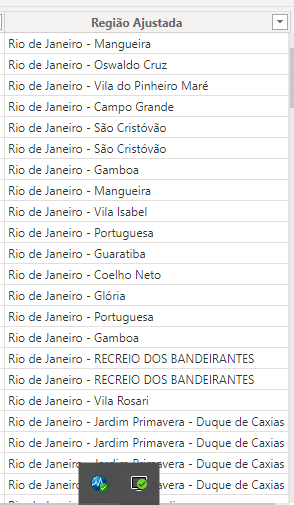 Região Ajustada
Rio de Janeiro - Mangueira
Rio de Janeiro - Oswaldo Cruz
Rio de Janeiro - Vila do Pinheiro Maré
Rio de Janeiro - Campo Grande
Rio de Janeiro - São Cristóvão
Rio de Janeiro - São Cristóvão
Rio de Janeiro - Gamboa
Rio de Janeiro - Mangueira
Rio de Janeiro - Vila Isabel
Rio de Janeiro - Portuguesa
Rio de Janeiro - Guaratiba
Rio de Janeiro - Coelho Neto
Rio de Janeiro - Glória
Rio de Janeiro - Portuguesa
Rio de Janeiro - Gamboa
Rio de Janeiro - RECREIO DOS BANDEIRANTES
Rio de Janeiro - RECREIO DOS BANDEIRANTES
Rio de Janeiro - Vila Rosari
Rio de Janeiro - Jardim Primavera - Duque de Caxias
Rio de Janeiro - Jardim Primavera - Duque de Caxias
Rio de Janeiro Primavera - Duque de Caxias
Rio de Janeiro Primavera - Duque de Caxias